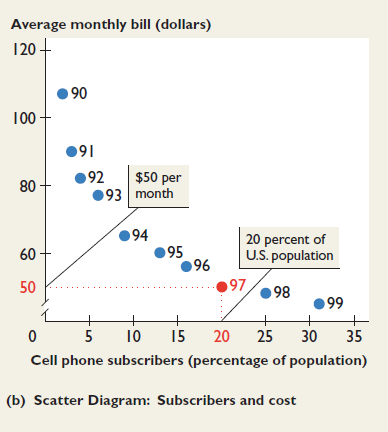 Average monthly bill (dollars)
120
90
100
91
92
$50 per
month
80
93
94
20 percent of
U.S. population
95
60
96
97
50
98
99
0 5 10 15 20 25 30 35
Cell phone subscribers (percentage of population)
(b) Scatter Diagram: Subscribers and cost